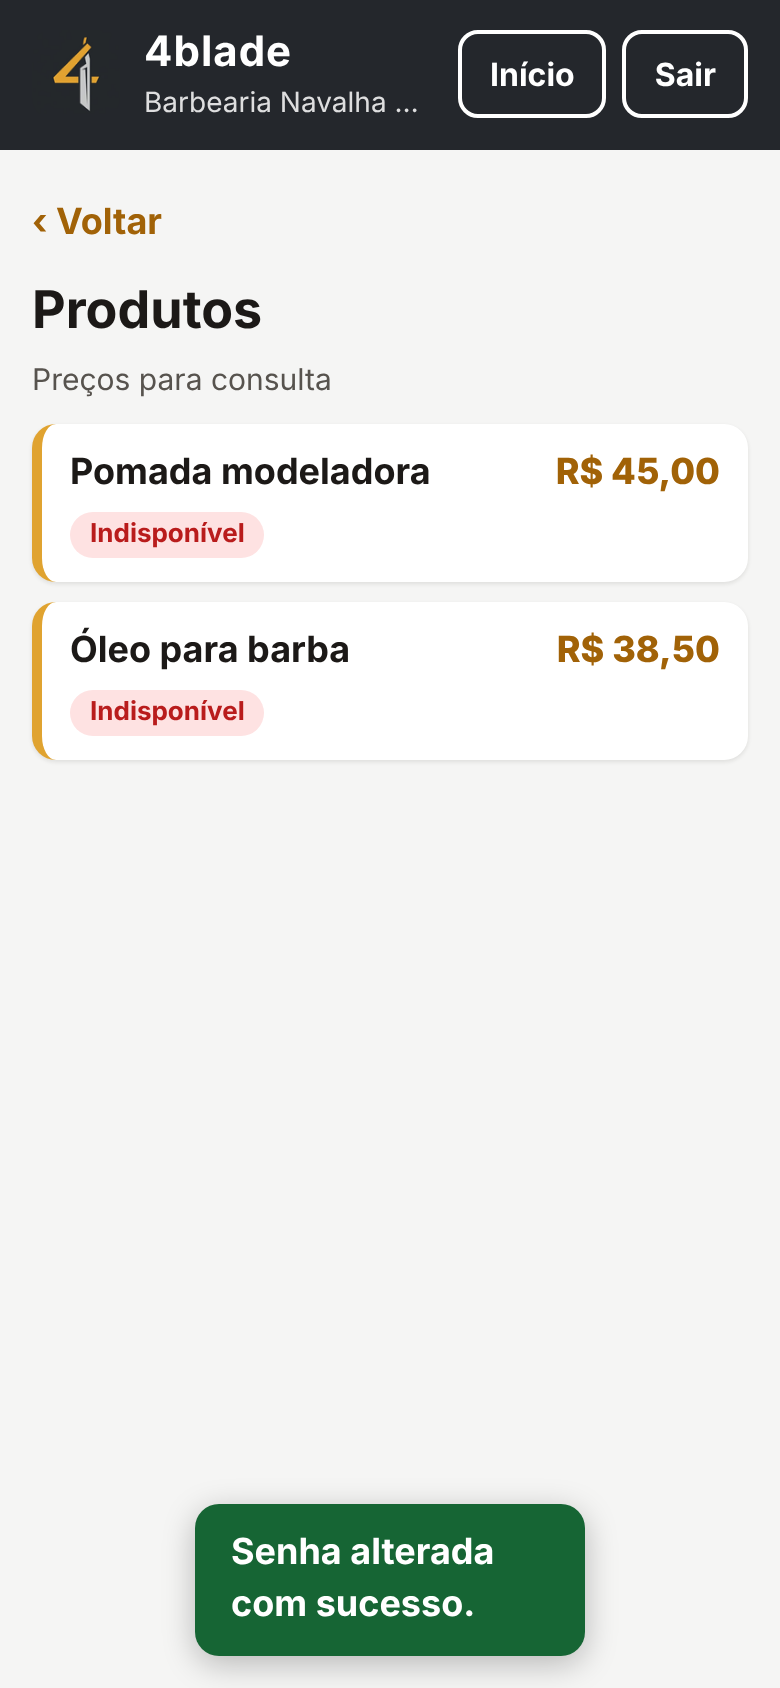 4blade
Barbearia Navalha ...
Início
Sair
‹ Voltar
Produtos
Preços para consulta
Pomada modeladora
R$ 45,00
Indisponível
Óleo para barba
R$ 38,50
Indisponível
Senha alterada
com sucesso.